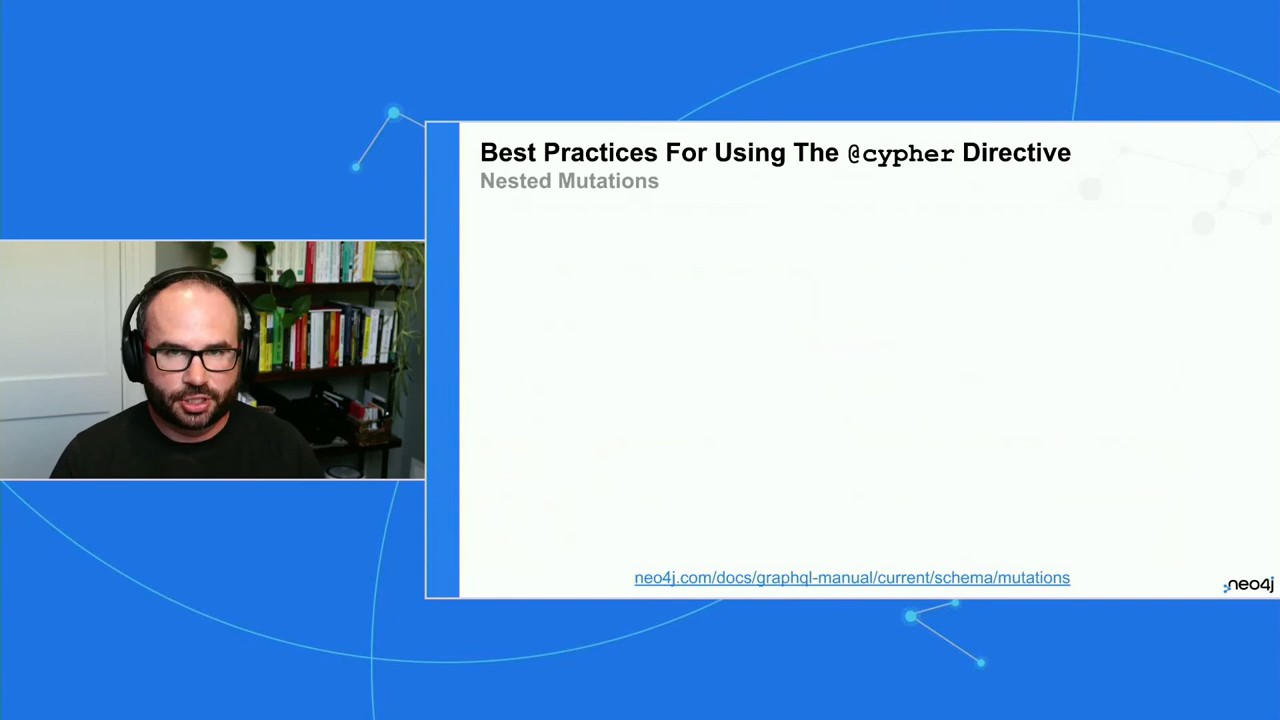 Best Practices For Using The @cypher Directive
Nested Mutations
neo4j.com/docs/graphql-manual/current/schema/mutations
neo4j